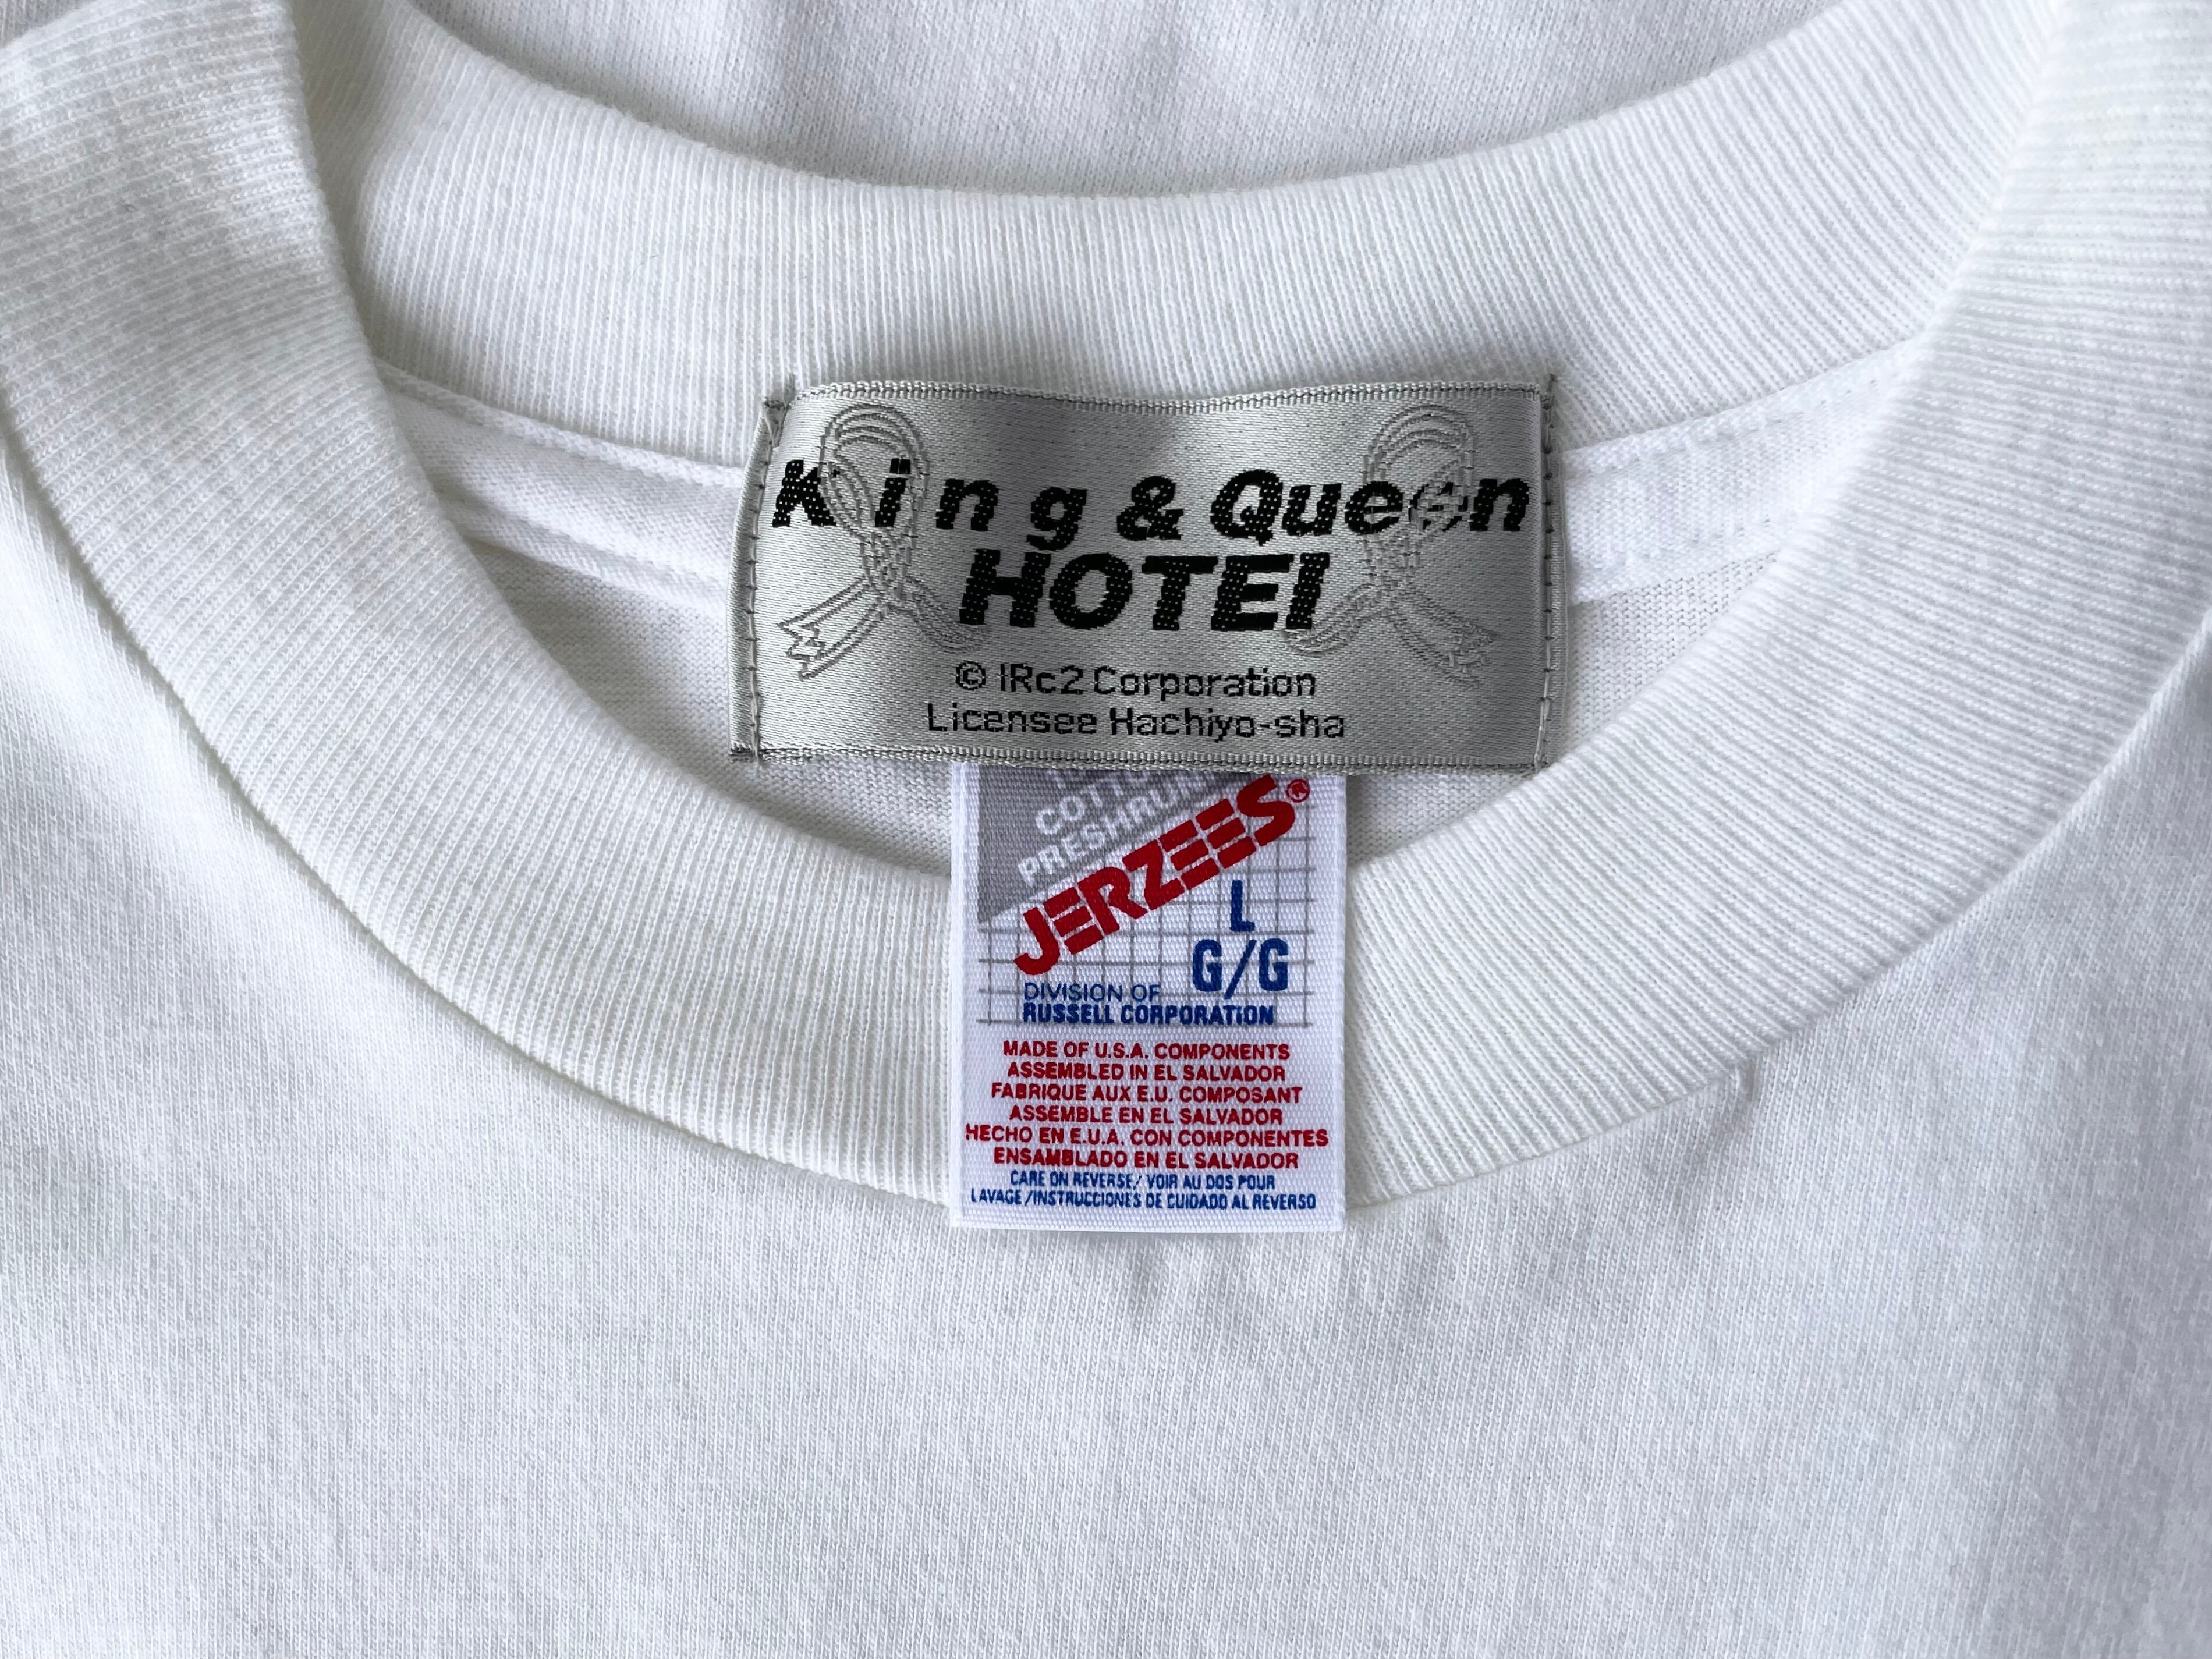 King & Queen
HOTEI
© IRc2 Corporation
Licensee Hachiyo-sha
PRESHRUN
JERZEES®
L
G/G
DIVISION OF
RUSSELL CORPORATION
MADE OF U.S.A. COMPONENTS
ASSEMBLED IN EL SALVADOR
FABRIQUE AUX E.U. COMPOSANT
ASSEMBLE EN EL SALVADOR
HECHO EN E.U.A. CON COMPONENTES
ENSAMBLADO EN EL SALVADOR
CARE ON REVERSE/ VOIR AU DOS POUR
LAVAGE/INSTRUCCIONES DE CUIDADO AL REVERSO